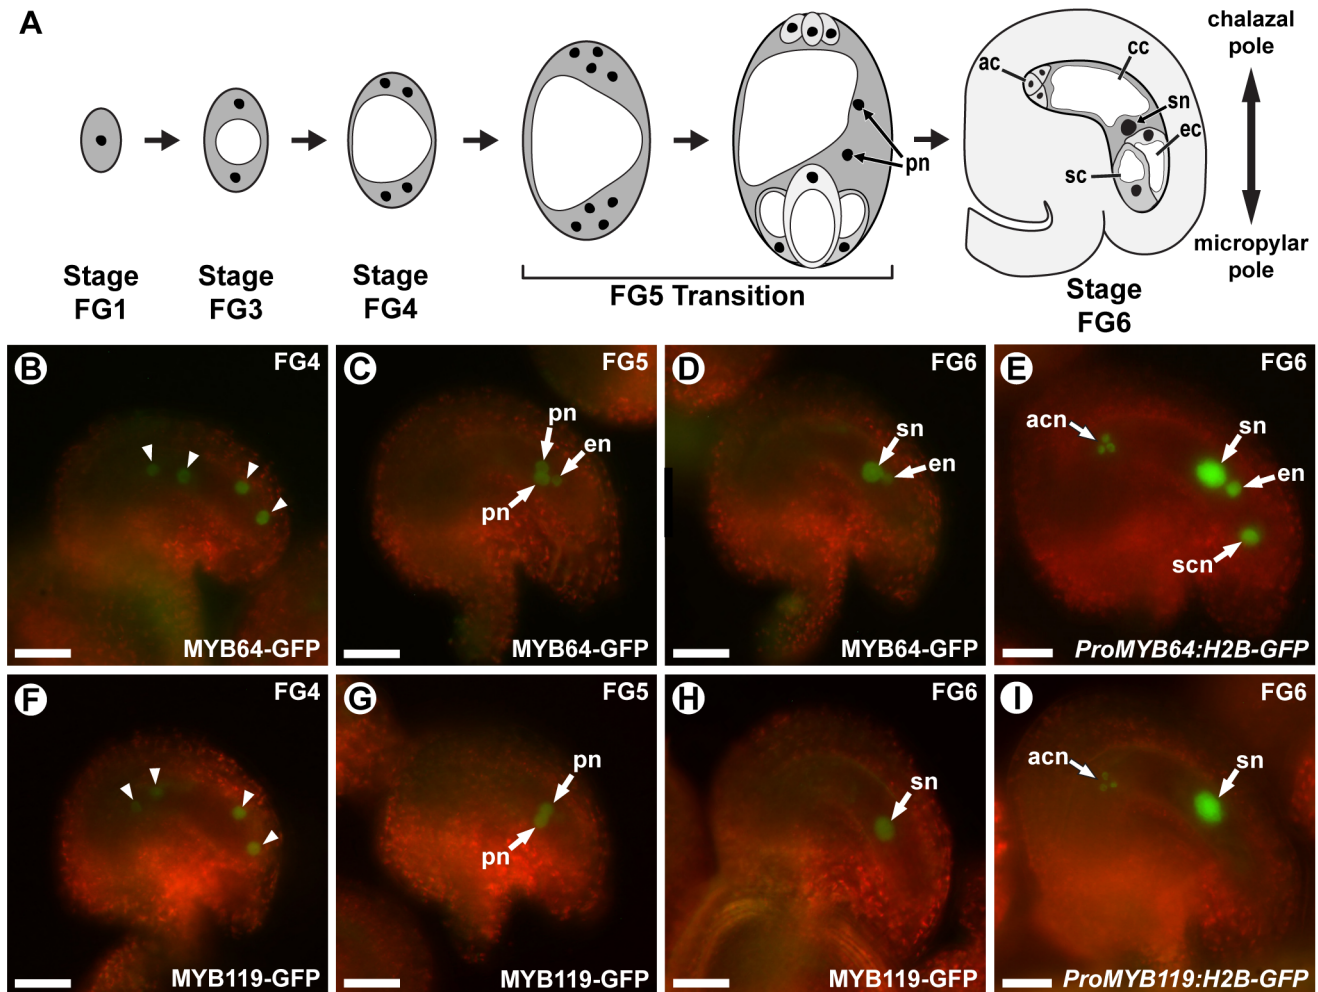 A
chalazal
pole
ac
cc
sn
ec
pn
sc
micropylar
pole
Stage
FG1
Stage
FG3
Stage
FG4
FG5 Transition
Stage
FG6
B
FG4
MYB64-GFP
C
FG5
pn
en
pn
MYB64-GFP
D
FG6
sn
en
MYB64-GFP
E
FG6
acn
sn
en
scn
ProMYB64:H2B-GFP
F
FG4
MYB119-GFP
G
FG5
pn
pn
MYB119-GFP
H
FG6
sn
MYB119-GFP
I
FG6
acn
sn
ProMYB119:H2B-GFP